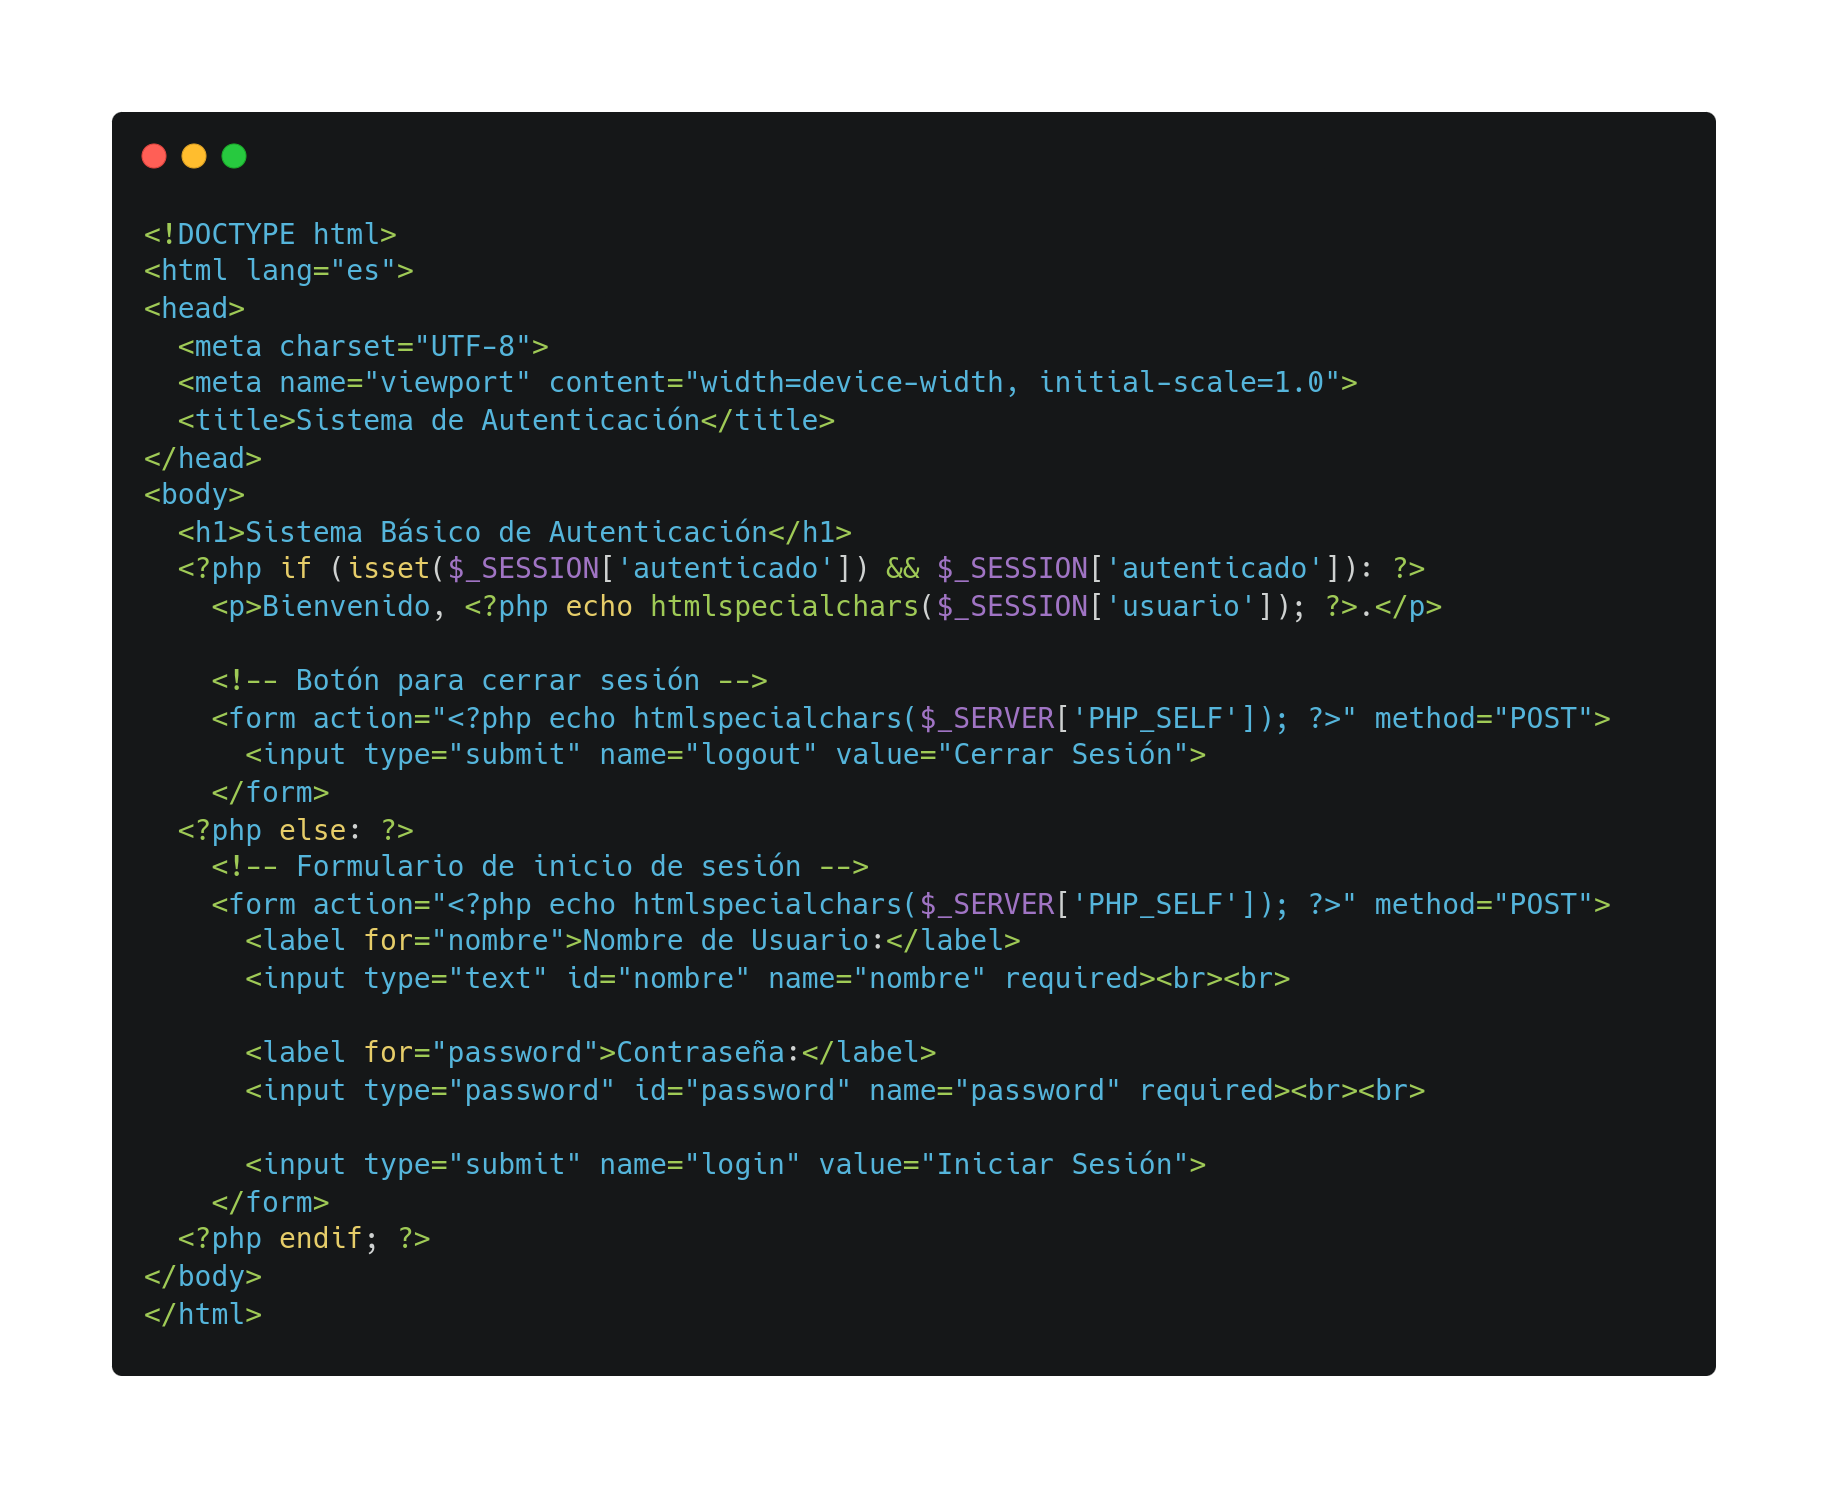 <!DOCTYPE html>
<html lang="es">
<head>
  <meta charset="UTF-8">
  <meta name="viewport" content="width=device-width, initial-scale=1.0">
  <title>Sistema de Autenticación</title>
</head>
<body>
  <h1>Sistema Básico de Autenticación</h1>
  <?php if (isset($_SESSION['autenticado']) && $_SESSION['autenticado']): ?>
    <p>Bienvenido, <?php echo htmlspecialchars($_SESSION['usuario']); ?>.</p>

    <!-- Botón para cerrar sesión -->
    <form action="<?php echo htmlspecialchars($_SERVER['PHP_SELF']); ?>" method="POST">
      <input type="submit" name="logout" value="Cerrar Sesión">
    </form>
  <?php else: ?>
    <!-- Formulario de inicio de sesión -->
    <form action="<?php echo htmlspecialchars($_SERVER['PHP_SELF']); ?>" method="POST">
      <label for="nombre">Nombre de Usuario:</label>
      <input type="text" id="nombre" name="nombre" required><br><br>

      <label for="password">Contraseña:</label>
      <input type="password" id="password" name="password" required><br><br>

      <input type="submit" name="login" value="Iniciar Sesión">
    </form>
  <?php endif; ?>
</body>
</html>